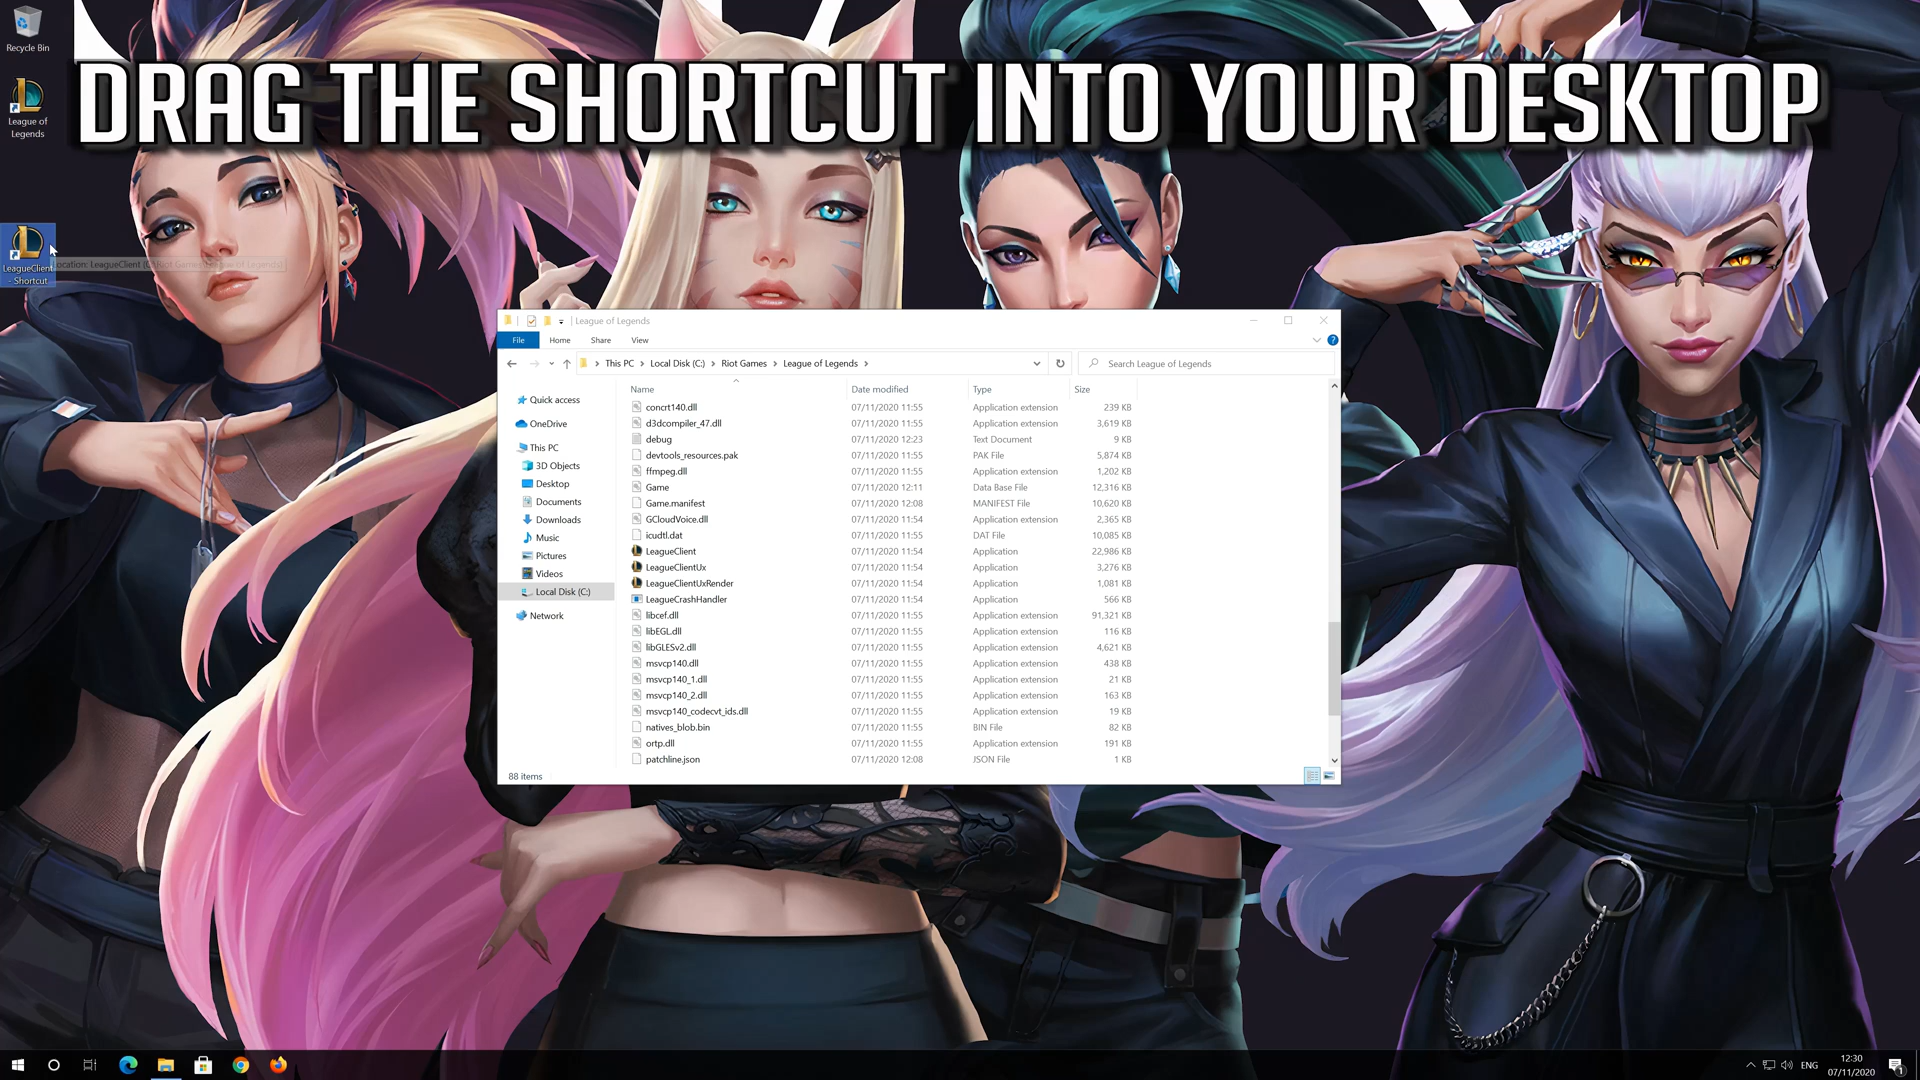 Recycle Bin
DRAG THE SHORTCUT INTO YOUR DESKTOP
League of
Legends
LeagueClient
- Shortcut
Location: LeagueClient (C:\Riot Games\League of Legends)
League of Legends
File Home Share View
This PC > Local Disk (C:) > Riot Games > League of Legends >
Search League of Legends
Name Date modified Type Size
Quick access
OneDrive
This PC
3D Objects
Desktop
Documents
Downloads
Music
Pictures
Videos
Local Disk (C:)
Network
concrt140.dll 07/11/2020 11:55 Application extension 239 KB
d3dcompiler_47.dll 07/11/2020 11:55 Application extension 3,619 KB
debug 07/11/2020 12:23 Text Document 9 KB
devtools_resources.pak 07/11/2020 11:55 PAK File 5,874 KB
ffmpeg.dll 07/11/2020 11:55 Application extension 1,202 KB
Game 07/11/2020 12:11 Data Base File 12,316 KB
Game.manifest 07/11/2020 12:08 MANIFEST File 10,620 KB
GCloudVoice.dll 07/11/2020 11:54 Application extension 2,365 KB
icudtl.dat 07/11/2020 11:55 DAT File 10,085 KB
LeagueClient 07/11/2020 11:54 Application 22,986 KB
LeagueClientUx 07/11/2020 11:54 Application 3,276 KB
LeagueClientUxRender 07/11/2020 11:54 Application 1,081 KB
LeagueCrashHandler 07/11/2020 11:54 Application 566 KB
libcef.dll 07/11/2020 11:55 Application extension 91,321 KB
libEGL.dll 07/11/2020 11:55 Application extension 116 KB
libGLESv2.dll 07/11/2020 11:55 Application extension 4,621 KB
msvcp140.dll 07/11/2020 11:55 Application extension 438 KB
msvcp140_1.dll 07/11/2020 11:55 Application extension 21 KB
msvcp140_2.dll 07/11/2020 11:55 Application extension 163 KB
msvcp140_codecvt_ids.dll 07/11/2020 11:55 Application extension 19 KB
natives_blob.bin 07/11/2020 11:55 BIN File 82 KB
ortp.dll 07/11/2020 11:55 Application extension 191 KB
patchline.json 07/11/2020 12:08 JSON File 1 KB
88 items
ENG
12:30
07/11/2020
1